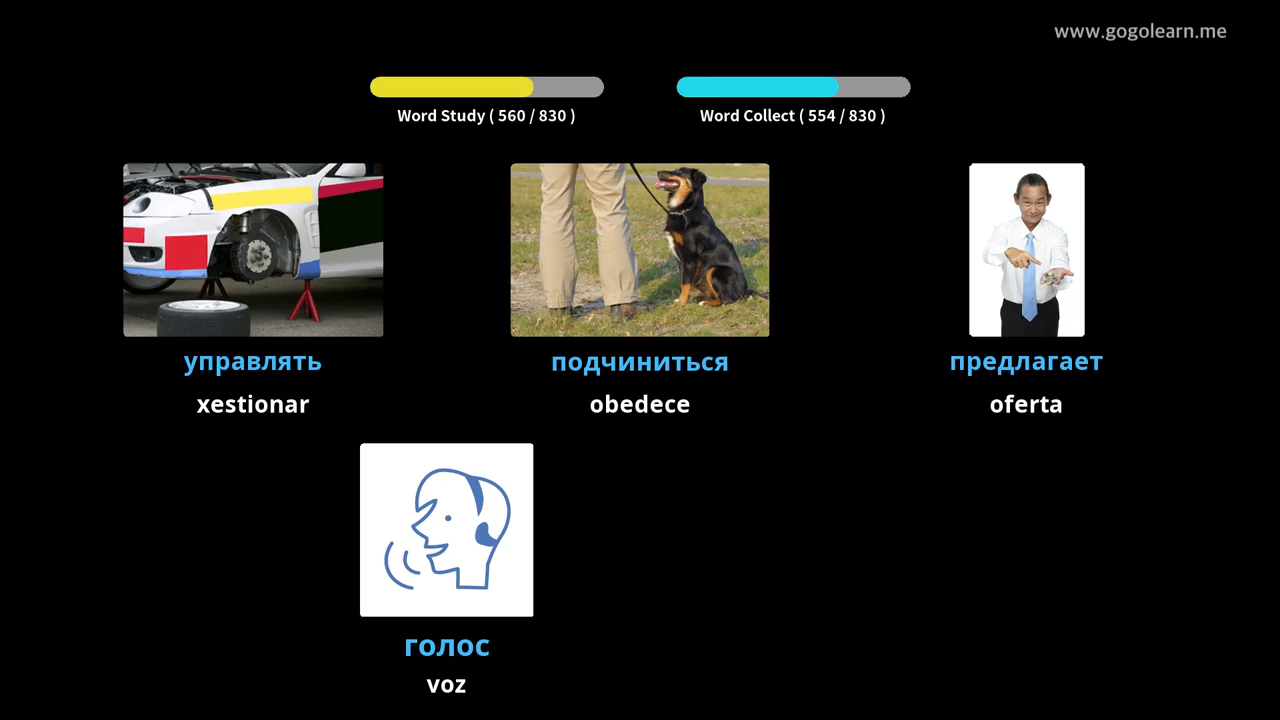 www.gogolearn.me
Word Study ( 560 / 830 )
Word Collect ( 554 / 830 )
управлять
xestionar
подчиниться
obedece
предлагает
oferta
голос
voz